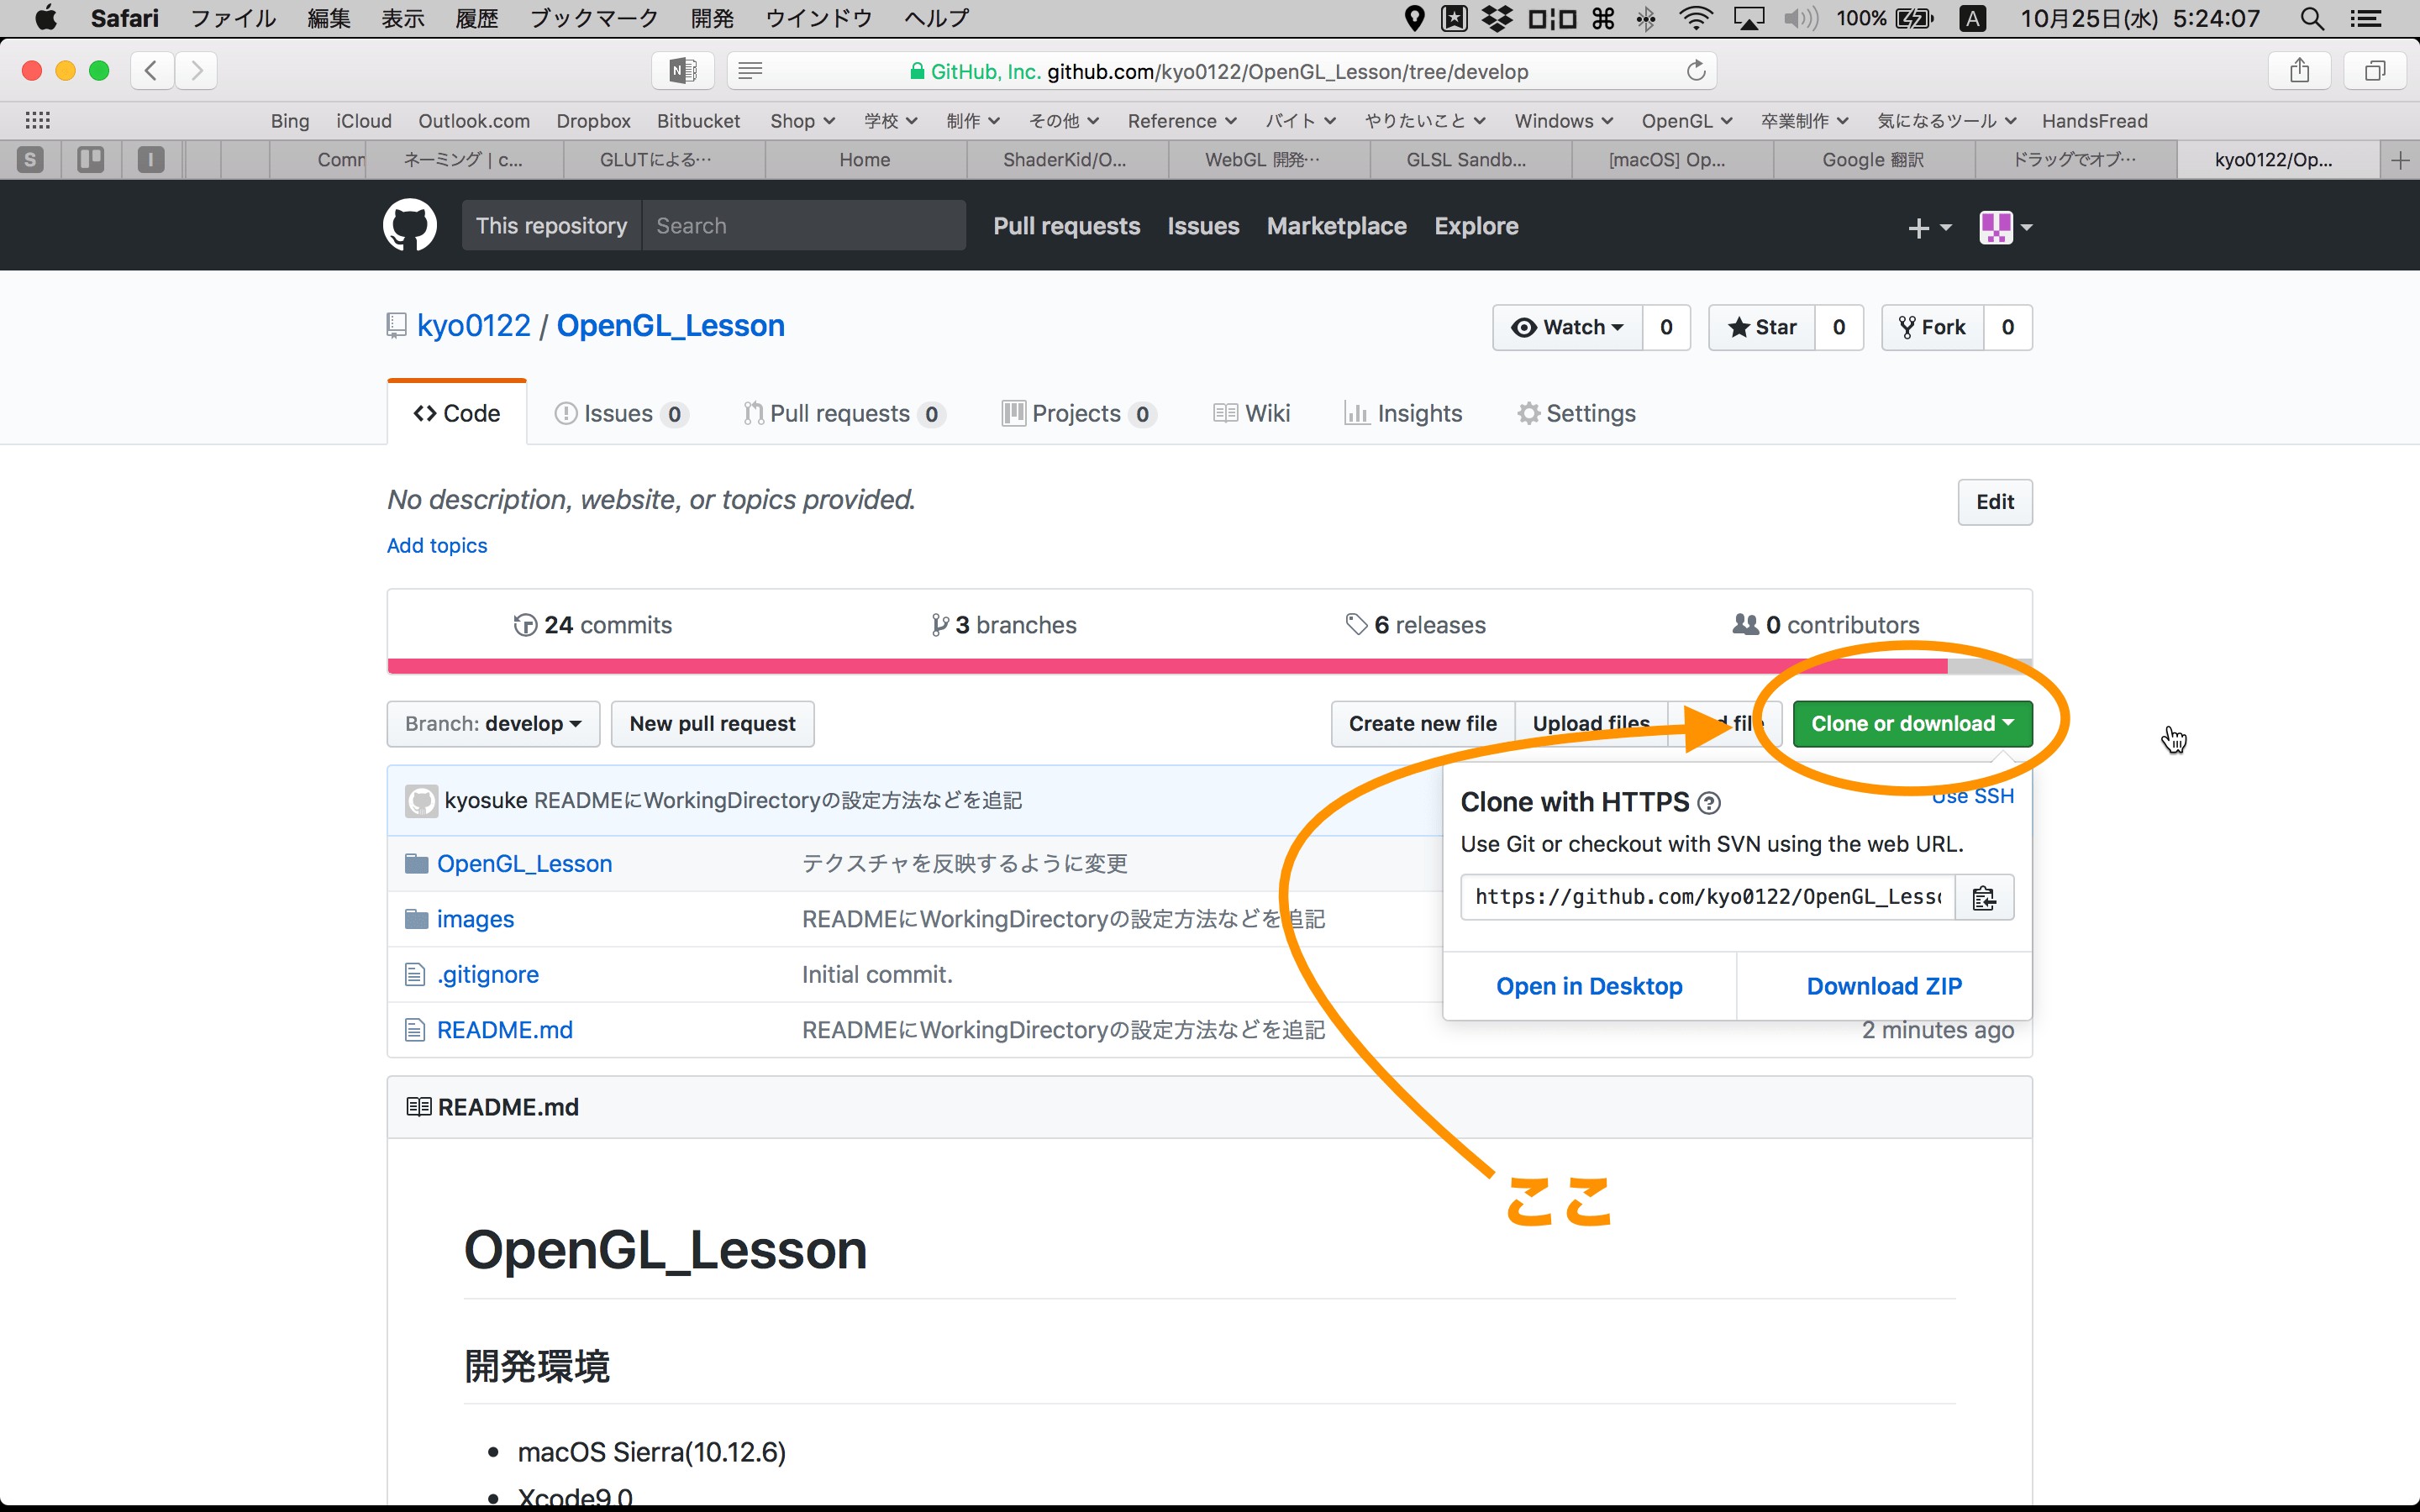 Safari ファイル 編集 表示 履歴 ブックマーク 開発 ウインドウ ヘルプ 100% A 10月25日(水) 5:24:07
GitHub, Inc. github.com/kyo0122/OpenGL_Lesson/tree/develop
Bing iCloud Outlook.com Dropbox Bitbucket Shop 学校 制作 その他 Reference バイト やりたいこと Windows OpenGL 卒業制作 気になるツール HandsFread
S I Comm ネーミング | c... GLUTによる… Home ShaderKid/O... WebGL 開発… GLSL Sandb... [macOS] Op... Google 翻訳 ドラッグでオブ… kyo0122/Op...
This repository Search Pull requests Issues Marketplace Explore
kyo0122 / OpenGL_Lesson Watch 0 Star 0 Fork 0
Code Issues 0 Pull requests 0 Projects 0 Wiki Insights Settings
No description, website, or topics provided. Edit
Add topics
24 commits 3 branches 6 releases 0 contributors
Branch: develop New pull request Create new file Upload files file Clone or download
kyosuke READMEにWorkingDirectoryの設定方法などを追記
Clone with HTTPS Use SSH
Use Git or checkout with SVN using the web URL.
https://github.com/kyo0122/OpenGL_Lesso
Open in Desktop Download ZIP
OpenGL_Lesson テクスチャを反映するように変更
images READMEにWorkingDirectoryの設定方法などを追記
.gitignore Initial commit.
README.md READMEにWorkingDirectoryの設定方法などを追記 2 minutes ago
README.md
ここ
OpenGL_Lesson
開発環境
macOS Sierra(10.12.6)
Xcode9.0